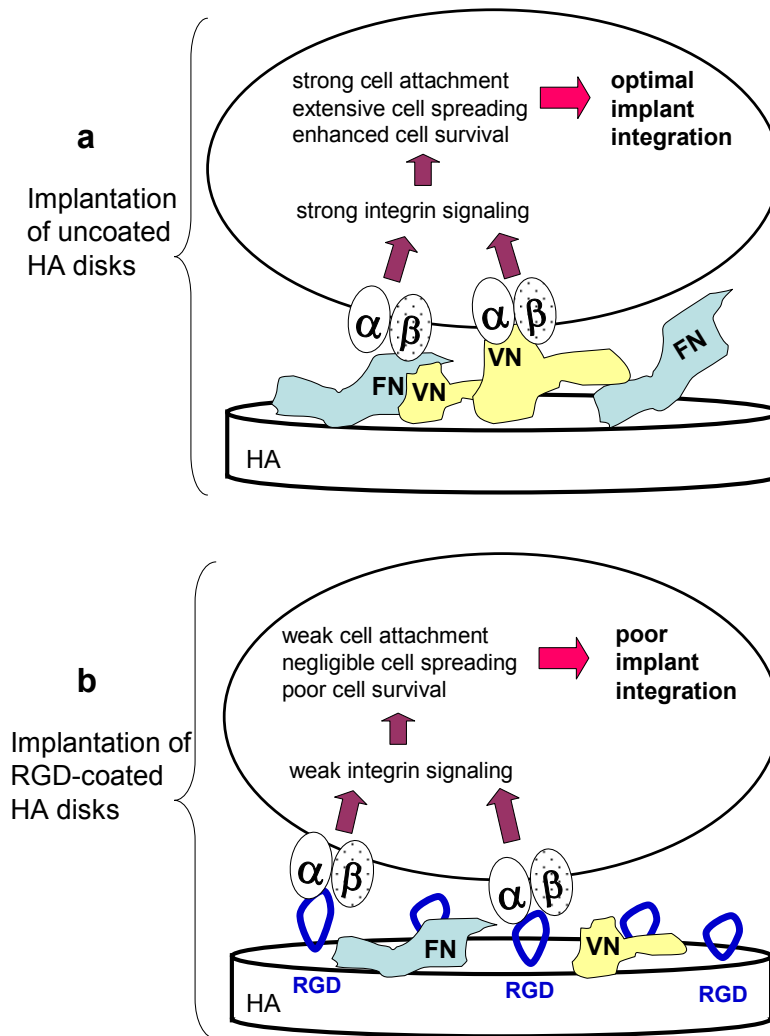 a
Implantation
of uncoated
HA disks
strong cell attachment
extensive cell spreading
enhanced cell survival
optimal
implant
integration
strong integrin signaling
α β
α β
FN
VN
VN
FN
HA
b
Implantation of
RGD-coated
HA disks
weak cell attachment
negligible cell spreading
poor cell survival
poor
implant
integration
weak integrin signaling
α β
α β
FN
VN
RGD
RGD
RGD
HA